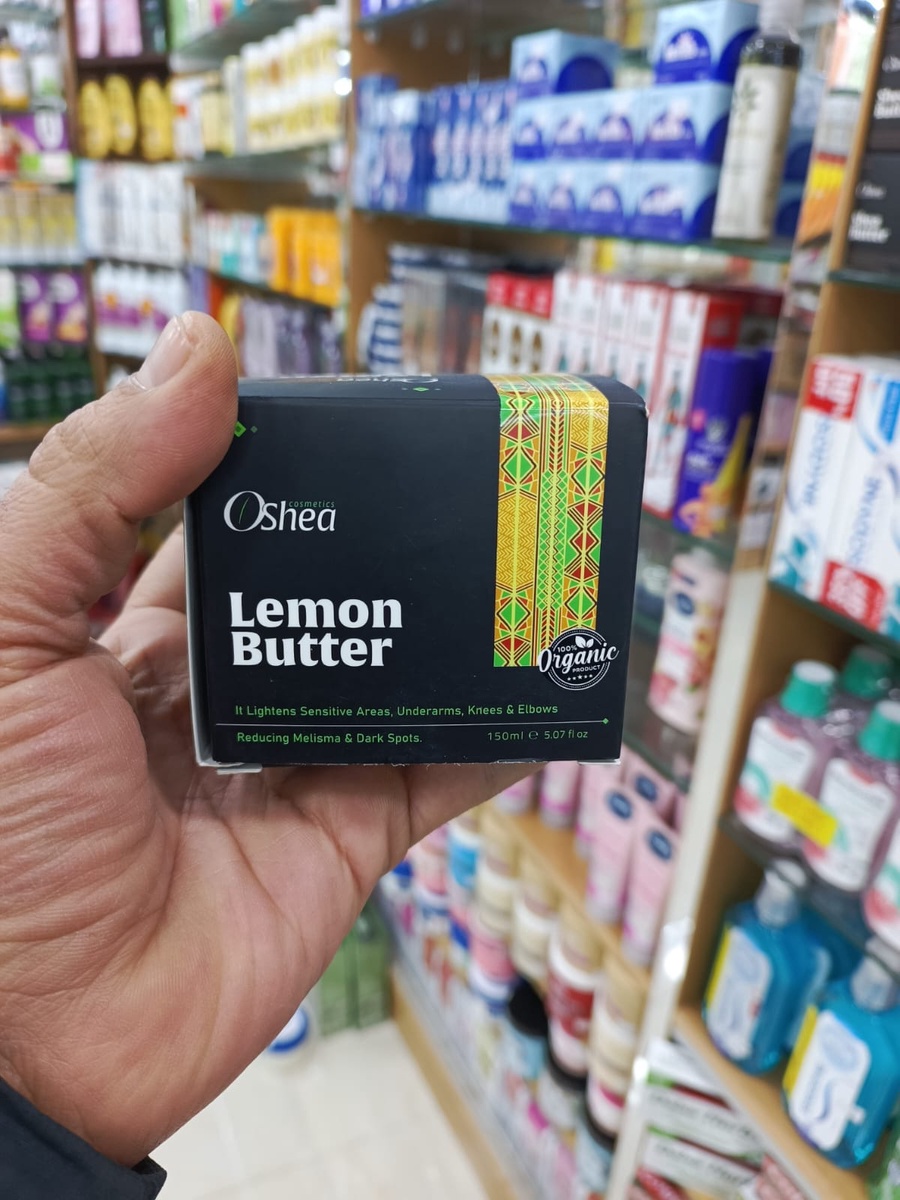 Oshea
cosmetics
Oshea
Lemon
Butter
100%
Organic
PRODUCT
It Lightens Sensitive Areas, Underarms, Knees & Elbows
Reducing Melisma & Dark Spots.
150ml ℮ 5.07 fl oz